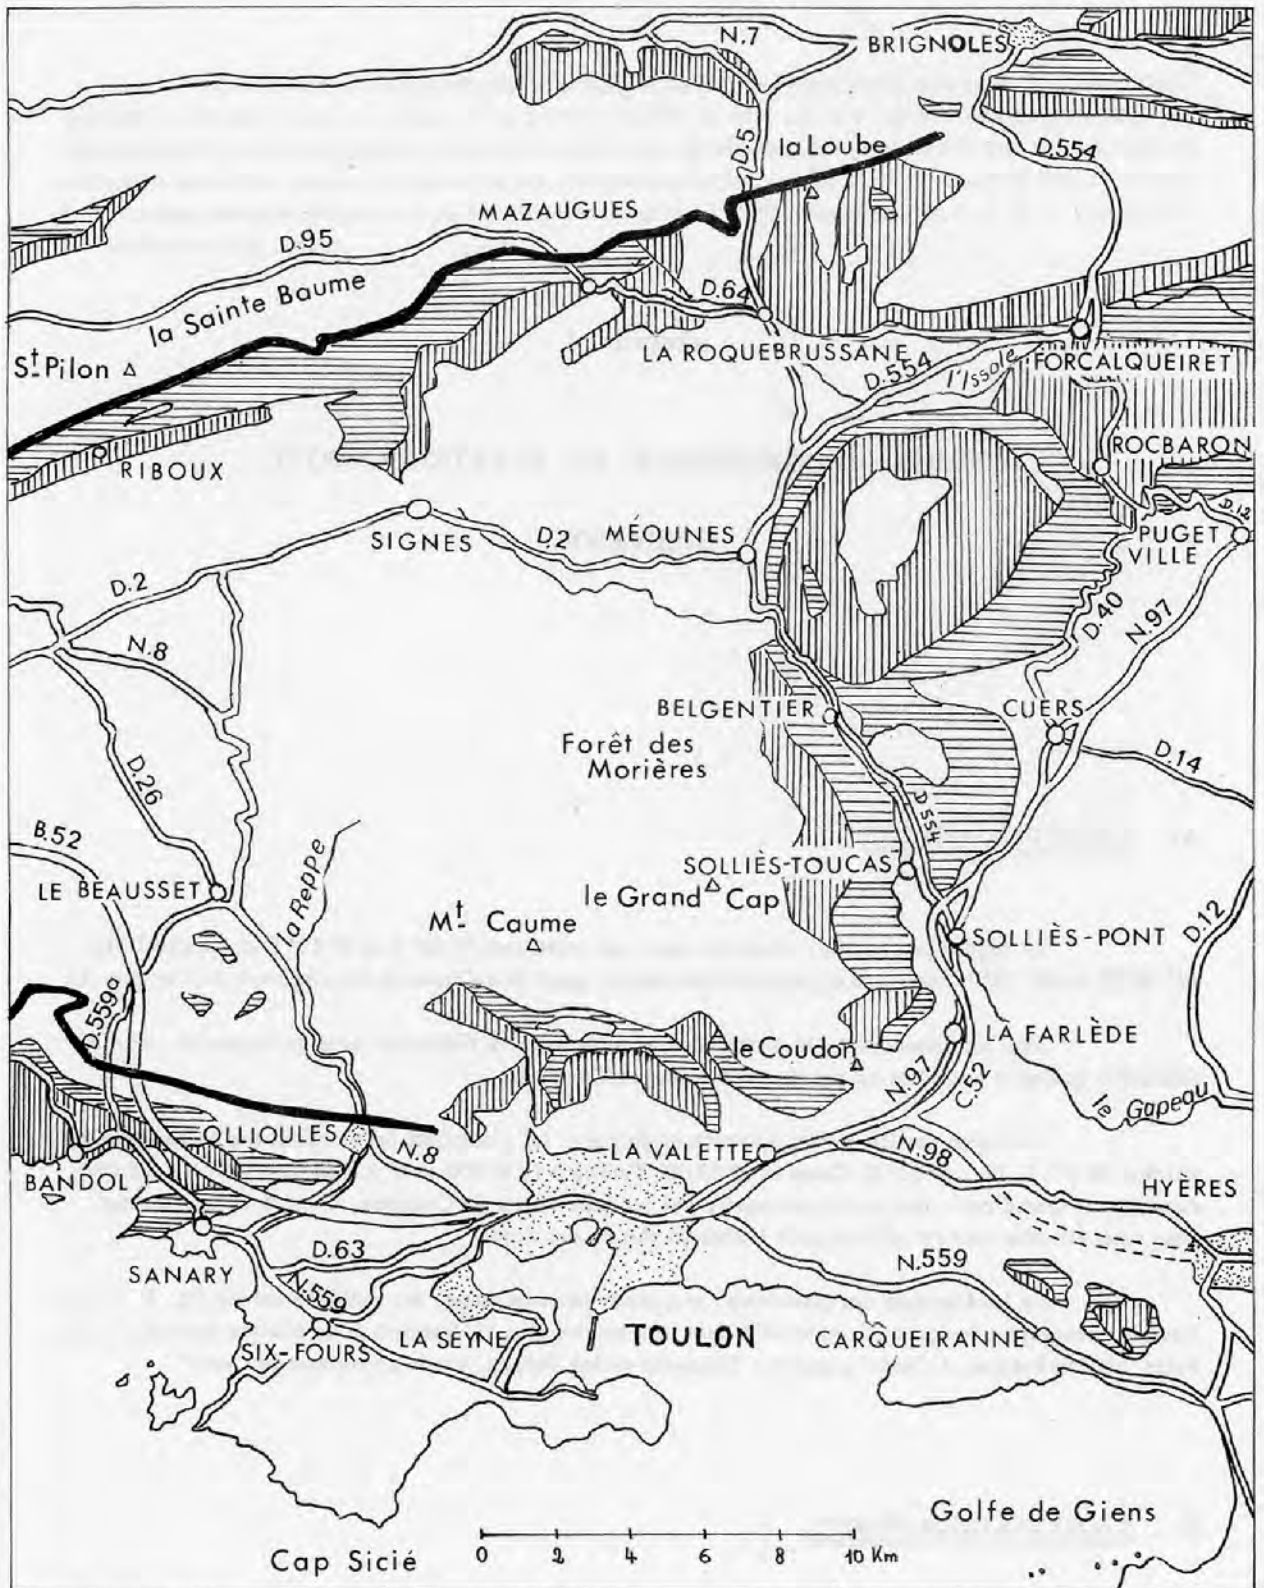 N.7
BRIGNOLES
D.5
la Loube
D.554
MAZAUGUES
D.95
la Sainte Baume
D.64
St Pilon
LA ROQUEBRUSSANE
D.554
l'Issole
FORCALQUEIRET
RIBOUX
ROCBARON
D.12
SIGNES
D.2
MÉOUNES
PUGET
VILLE
D.2
D.40
N.97
N.8
BELGENTIER
CUERS
Forêt des
Morières
D.14
D.26
D554
B.52
la Reppe
SOLLIÈS-TOUCAS
LE BEAUSSET
le Grand Cap
Mt Caume
D.12
SOLLIÈS-PONT
D.559a
LA FARLÈDE
le Coudon
N.97
C.52
le Gapeau
OLLIOULES
N.8
LA VALETTE
N.98
BANDOL
HYÈRES
D.63
SANARY
N.559
N.559
SIX-FOURS
LA SEYNE
TOULON
CARQUEIRANNE
Golfe de Giens
Cap Sicié
0 2 4 6 8 10 Km